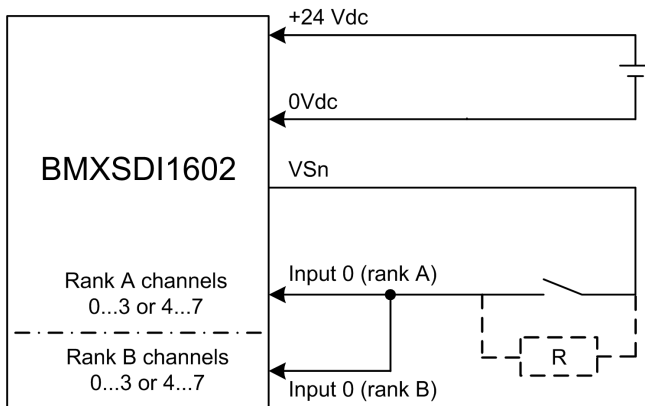 +24 Vdc
0Vdc
BMXSDI1602
VSn
Rank A channels
0...3 or 4...7
Input 0 (rank A)
R
Rank B channels
0...3 or 4...7
Input 0 (rank B)